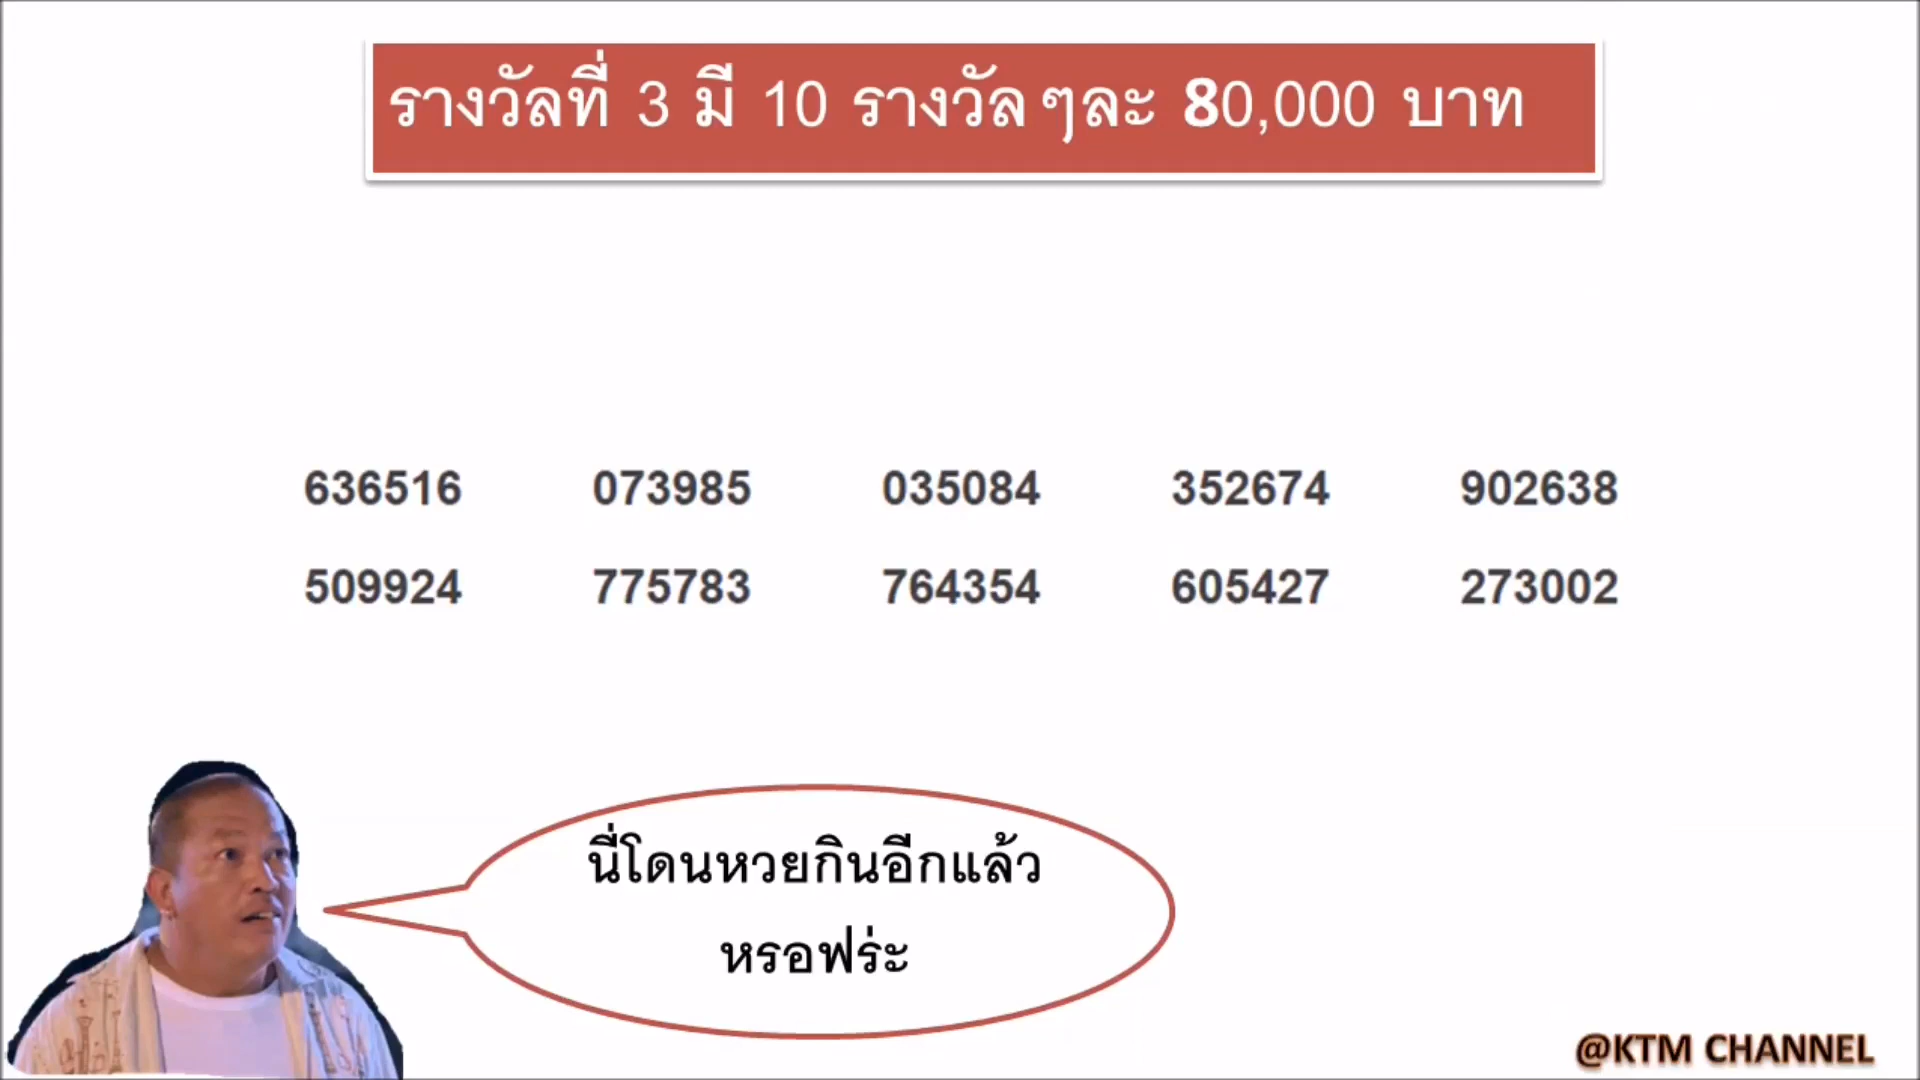 รางวัลที่ 3 มี 10 รางวัลๆละ 80,000 บาท
636516 073985 035084 352674 902638
509924 775783 764354 605427 273002
นี่โดนหวยกินอีกแล้ว
หรอฟร่ะ
@KTM CHANNEL